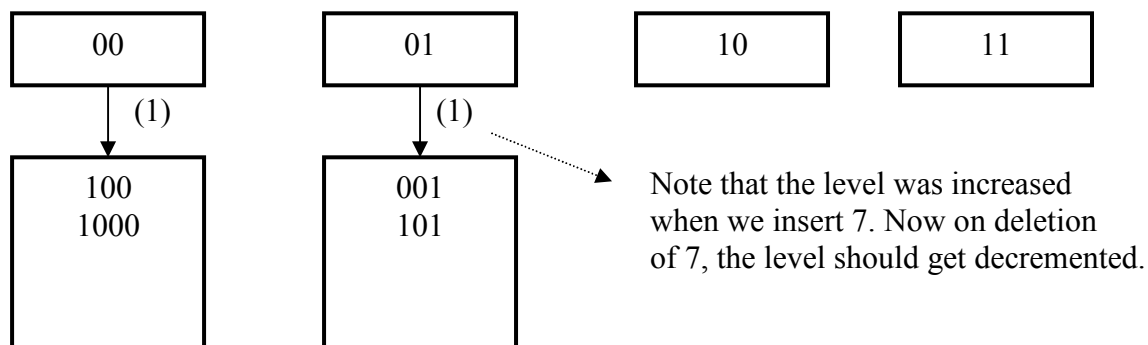 00 01 10 11
(1) (1)
100 001
1000 101
Note that the level was increased
when we insert 7. Now on deletion
of 7, the level should get decremented.